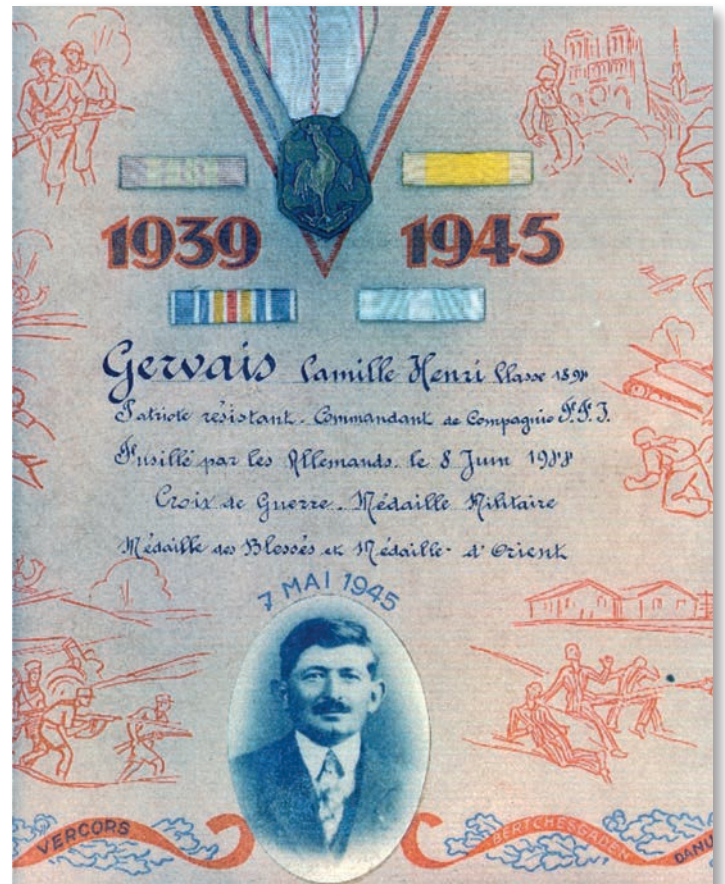 1939 1945
Gervais Camille Henri Classe 1894
Patriote résistant - Commandant de Compagnie F.F.I.
Fusillé par les Allemands le 8 Juin 1944
Croix de Guerre - Médaille Militaire
Médaille des Blessés et Médaille - d'Orient
7 MAI 1945
VERCORS BERTCHESGADEN DANU